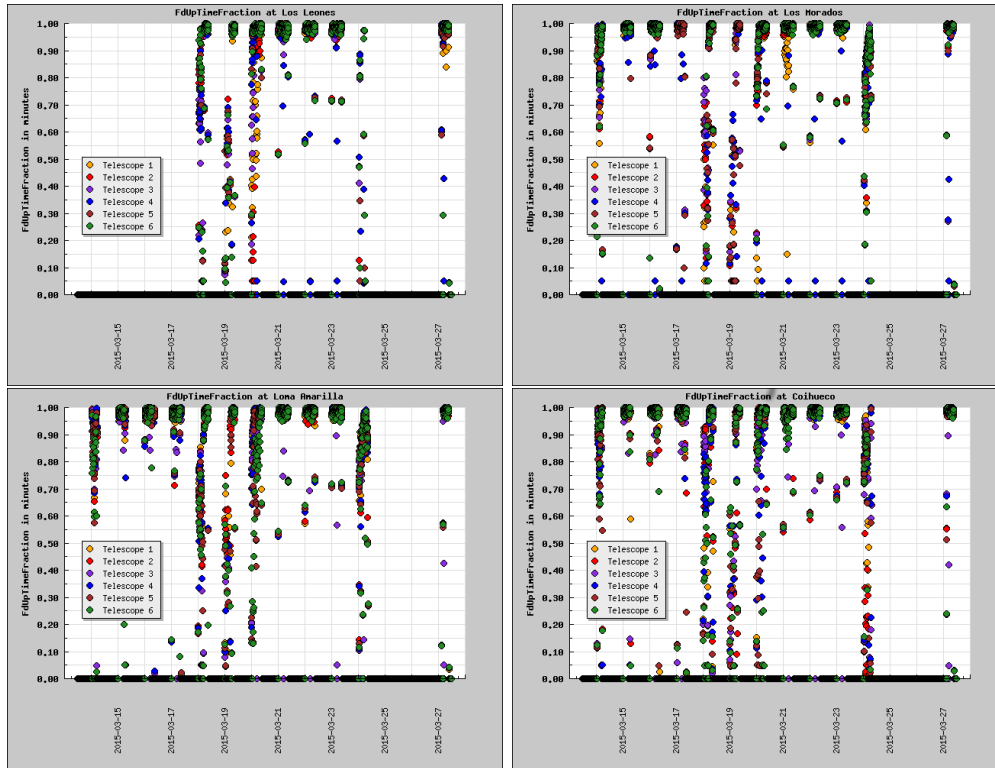 FdUpTimeFraction at Los Leones
FdUpTimeFraction in minutes
1.00
0.90
0.80
0.70
0.60
0.50
0.40
0.30
0.20
0.10
0.00
Telescope 1
Telescope 2
Telescope 3
Telescope 4
Telescope 5
Telescope 6
2015-03-15
2015-03-17
2015-03-19
2015-03-21
2015-03-23
2015-03-25
2015-03-27
FdUpTimeFraction at Los Morados
FdUpTimeFraction in minutes
1.00
0.90
0.80
0.70
0.60
0.50
0.40
0.30
0.20
0.10
0.00
Telescope 1
Telescope 2
Telescope 3
Telescope 4
Telescope 5
Telescope 6
2015-03-15
2015-03-17
2015-03-19
2015-03-21
2015-03-23
2015-03-25
2015-03-27
FdUpTimeFraction at Loma Amarilla
FdUpTimeFraction in minutes
1.00
0.90
0.80
0.70
0.60
0.50
0.40
0.30
0.20
0.10
0.00
Telescope 1
Telescope 2
Telescope 3
Telescope 4
Telescope 5
Telescope 6
2015-03-15
2015-03-17
2015-03-19
2015-03-21
2015-03-23
2015-03-25
2015-03-27
FdUpTimeFraction at Coihueco
FdUpTimeFraction in minutes
1.00
0.90
0.80
0.70
0.60
0.50
0.40
0.30
0.20
0.10
0.00
Telescope 1
Telescope 2
Telescope 3
Telescope 4
Telescope 5
Telescope 6
2015-03-15
2015-03-17
2015-03-19
2015-03-21
2015-03-23
2015-03-25
2015-03-27